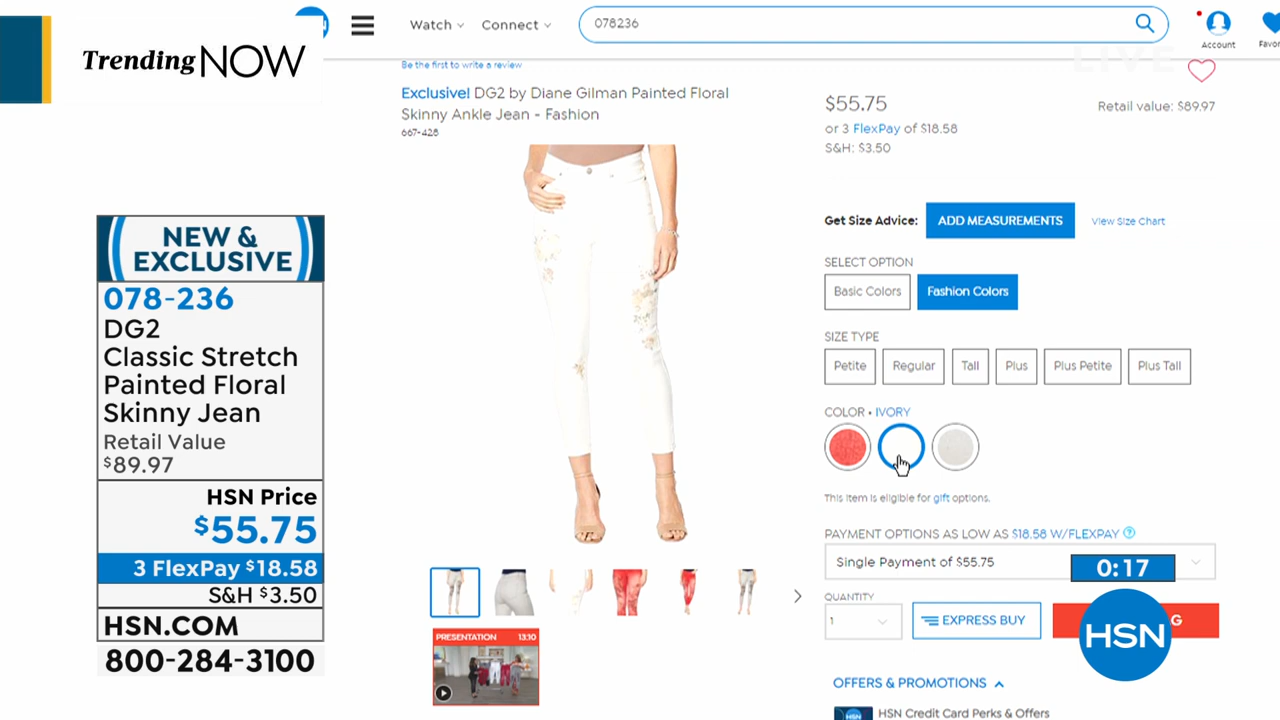 Trending NOW
Watch
Connect
078236
Account
LIVE
Be the first to write a review
Exclusive! DG2 by Diane Gilman Painted Floral
Skinny Ankle Jean - Fashion
667-428
$55.75
Retail value: $89.97
or 3 FlexPay of $18.58
S&H: $3.50
Get Size Advice:
ADD MEASUREMENTS
View Size Chart
SELECT OPTION
Basic Colors
Fashion Colors
SIZE TYPE
Petite
Regular
Tall
Plus
Plus Petite
Plus Tall
COLOR • IVORY
This item is eligible for gift options.
PAYMENT OPTIONS AS LOW AS $18.58 W/FLEXPAY ?
Single Payment of $55.75
0:17
QUANTITY
1
EXPRESS BUY
HSN
OFFERS & PROMOTIONS
HSN
HSN Credit Card Perks & Offers
PRESENTATION 13:10
NEW &
EXCLUSIVE
078-236
DG2
Classic Stretch
Painted Floral
Skinny Jean
Retail Value
$89.97
HSN Price
$55.75
3 FlexPay $18.58
S&H $3.50
HSN.COM
800-284-3100